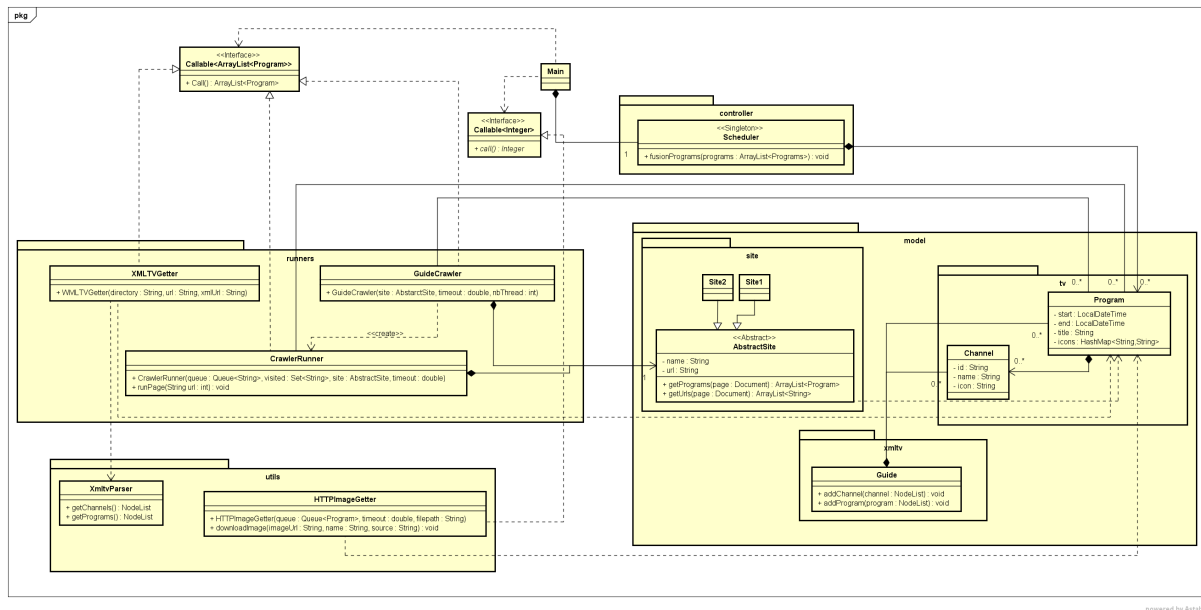 pkg
<<Interface>>
Callable<ArrayList<Program>>
+ Call() : ArrayList<Program>
Main
<<Interface>>
Callable<Integer>
+ call() : Integer
controller
<<Singleton>>
Scheduler
+ fusionPrograms(programs : ArrayList<Programs>) : void
1
runners
XMLTVGetter
+ WMLTVGetter(directory : String, url : String, xmlUrl : String)
GuideCrawler
+ GuideCrawler(site : AbstarctSite, timeout : double, nbThread : int)
<<create>>
CrawlerRunner
+ CrawlerRunner(queue : Queue<String>, visited : Set<String>, site : AbstractSite, timeout : double)
+ runPage(String url : int) : void
model
site
Site2
Site1
<<Abstract>>
AbstractSite
- name : String
- url : String
+ getPrograms(page : Document) : ArrayList<Program>
+ getUrls(page : Document) : ArrayList<String>
1
tv
0..*
0..*
0..*
Program
- start : LocalDateTime
- end : LocalDateTime
- title : String
- icons : HashMap<String,String>
0..*
Channel
- id : String
- name : String
- icon : String
0..*
0..*
xmltv
Guide
+ addChannel(channel : NodeList) : void
+ addProgram(program : NodeList) : void
utils
XmltvParser
+ getChannels() : NodeList
+ getPrograms() : NodeList
HTTPImageGetter
+ HTTPImageGetter(queue : Queue<Program>, timeout : double, filepath : String)
+ downloadImage(imageUrl : String, name : String, source : String) : void
powered by Astah